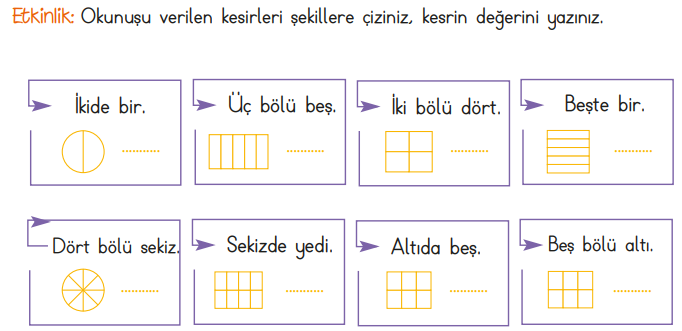 Etkinlik: Okunuşu verilen kesirleri şekillere çiziniz, kesrin değerini yazınız.
İkide bir.
Üç bölü beş.
İki bölü dört.
Beşte bir.
Dört bölü sekiz.
Sekizde yedi.
Altıda beş.
Beş bölü altı.